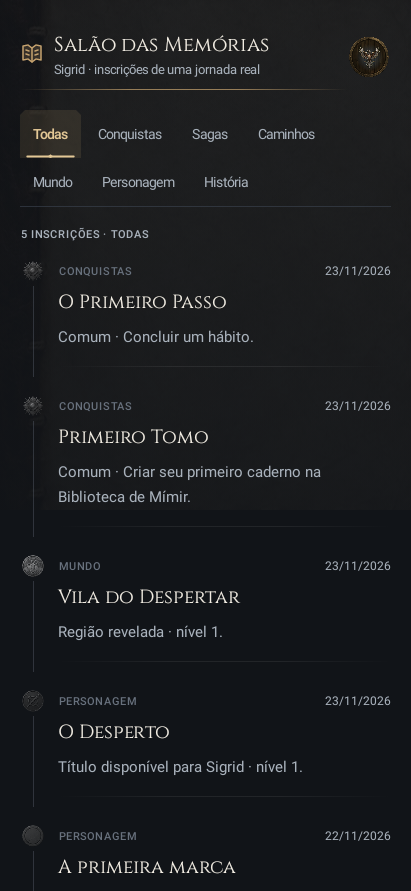 Salão das Memórias
Sigrid · inscrições de uma jornada real
Todas Conquistas Sagas Caminhos
Mundo Personagem História
5 INSCRIÇÕES · TODAS
CONQUISTAS 23/11/2026
O Primeiro Passo
Comum · Concluir um hábito.
CONQUISTAS 23/11/2026
Primeiro Tomo
Comum · Criar seu primeiro caderno na
Biblioteca de Mímir.
MUNDO 23/11/2026
Vila do Despertar
Região revelada · nível 1.
PERSONAGEM 23/11/2026
O Desperto
Título disponível para Sigrid · nível 1.
PERSONAGEM 22/11/2026
A primeira marca